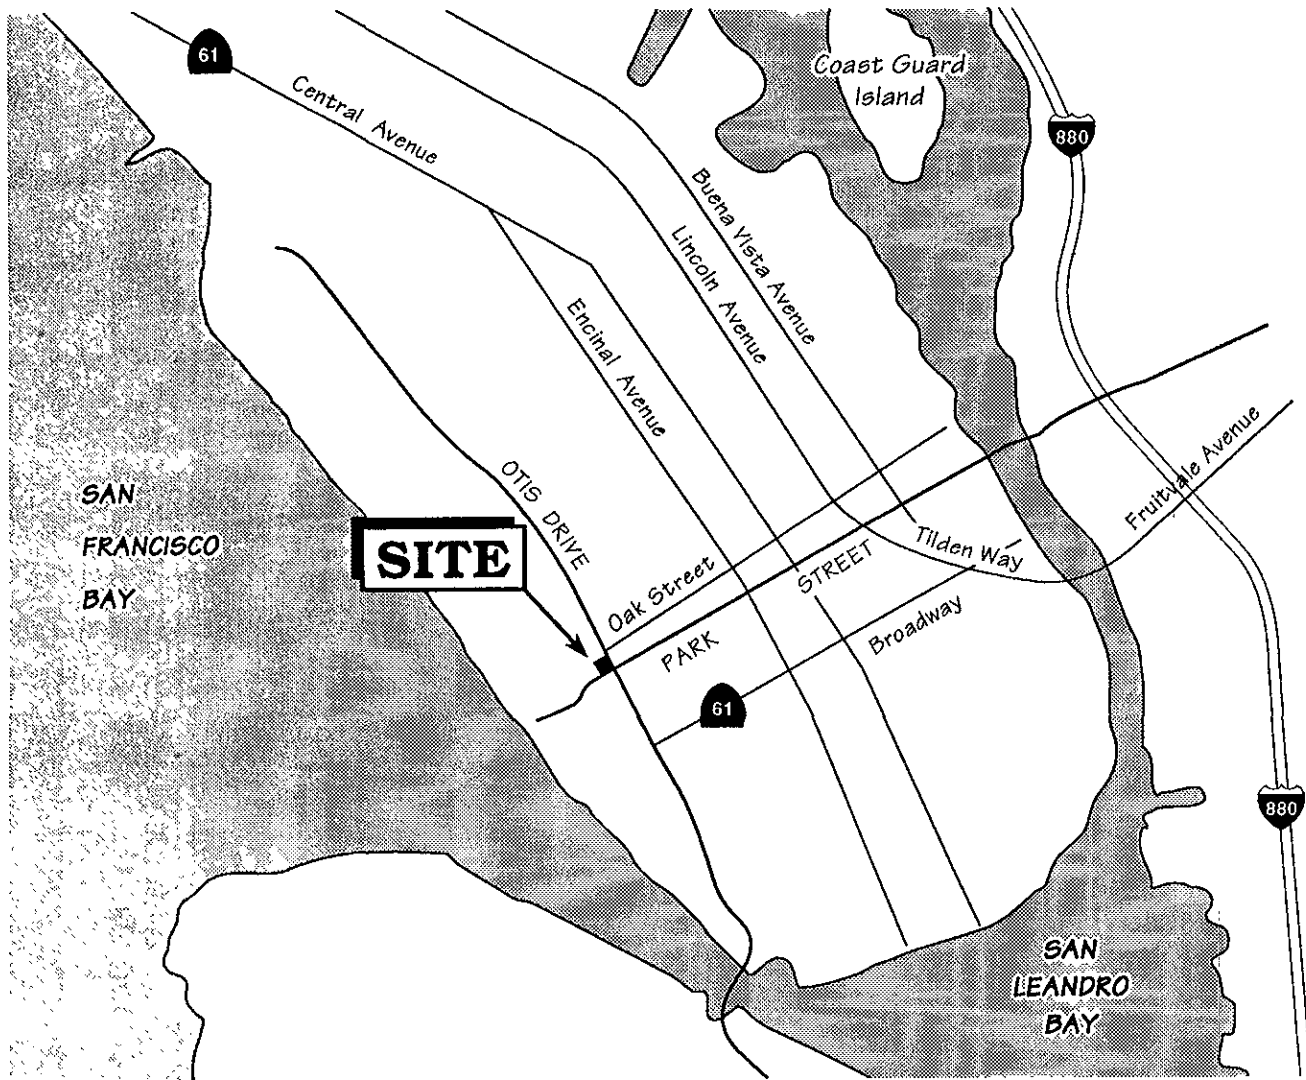 61
Central Avenue
Coast Guard
Island
880
Buena Vista Avenue
Lincoln Avenue
Encinal Avenue
OTIS DRIVE
SAN
FRANCISCO
BAY
SITE
Oak Street
PARK STREET
Tilden Way
Fruitvale Avenue
Broadway
61
880
SAN
LEANDRO
BAY